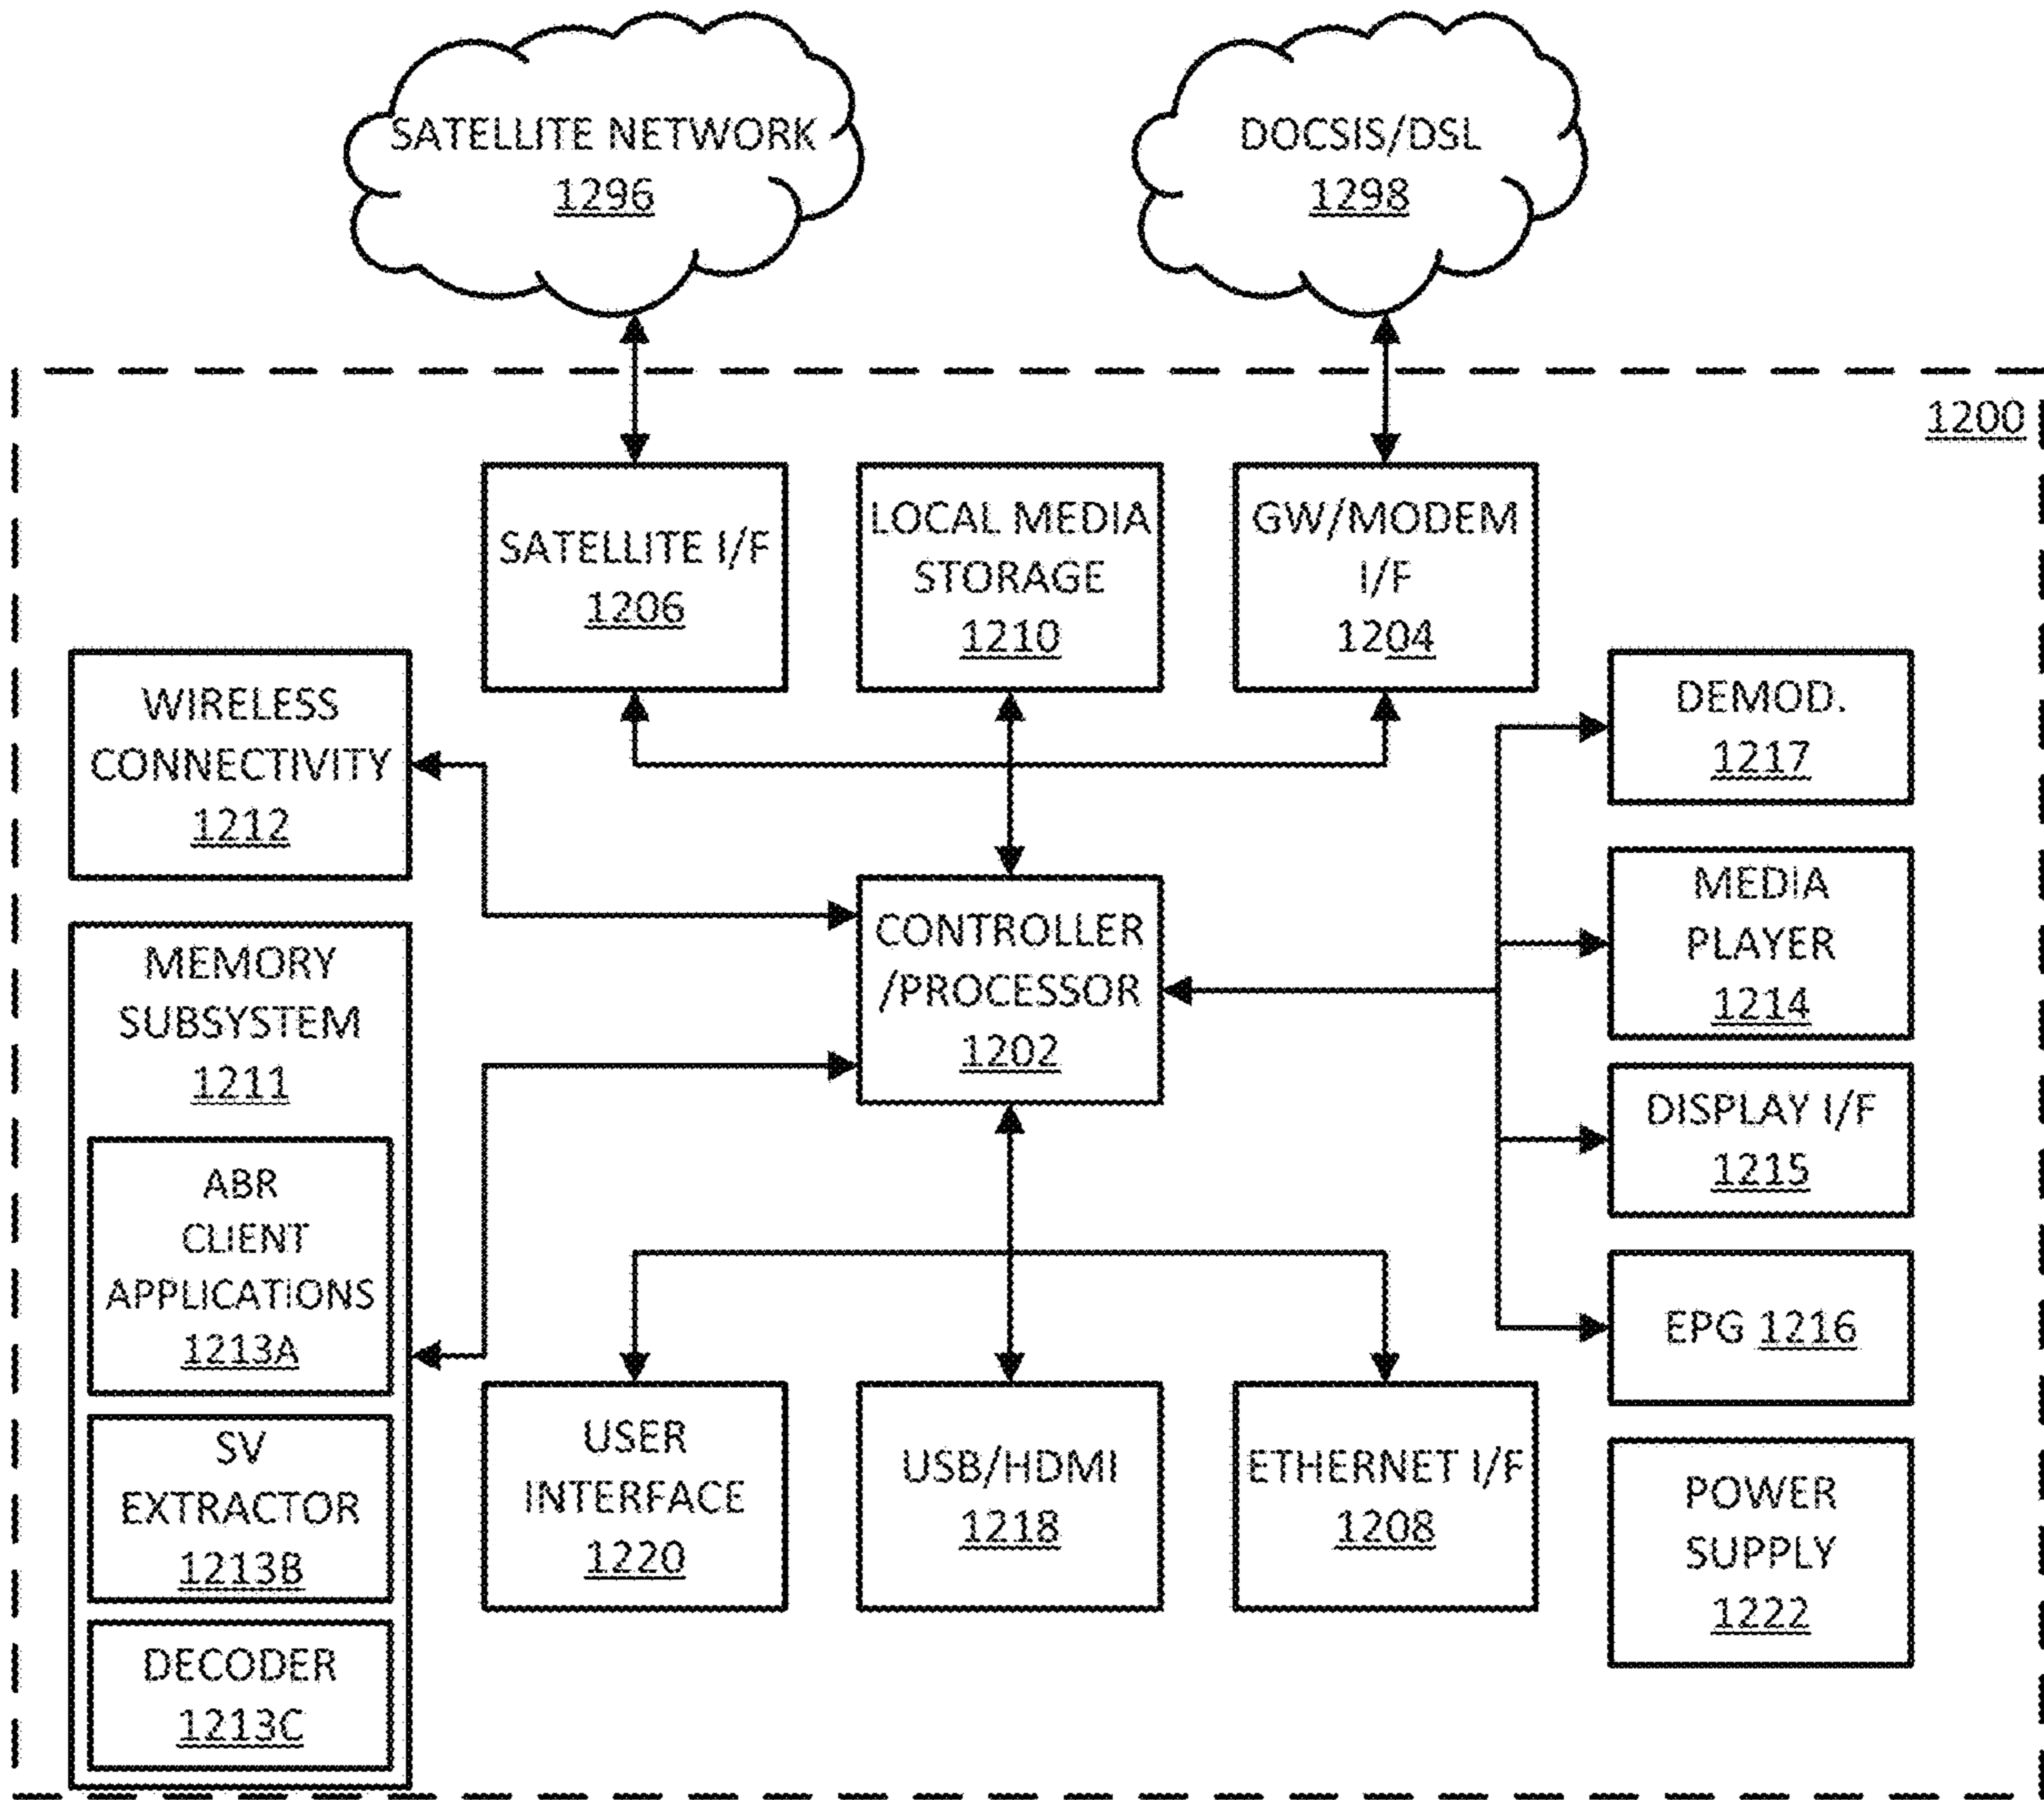 SATELLITE NETWORK
1296
DOCSIS/DSL
1298
1200
SATELLITE I/F
1206
LOCAL MEDIA
STORAGE
1210
GW/MODEM
I/F
1204
WIRELESS
CONNECTIVITY
1212
DEMOD.
1217
MEDIA
PLAYER
1214
CONTROLLER
/PROCESSOR
1202
MEMORY
SUBSYSTEM
1211
ABR
CLIENT
APPLICATIONS
1213A
SV
EXTRACTOR
1213B
DECODER
1213C
DISPLAY I/F
1215
EPG 1216
USER
INTERFACE
1220
USB/HDMI
1218
ETHERNET I/F
1208
POWER
SUPPLY
1222